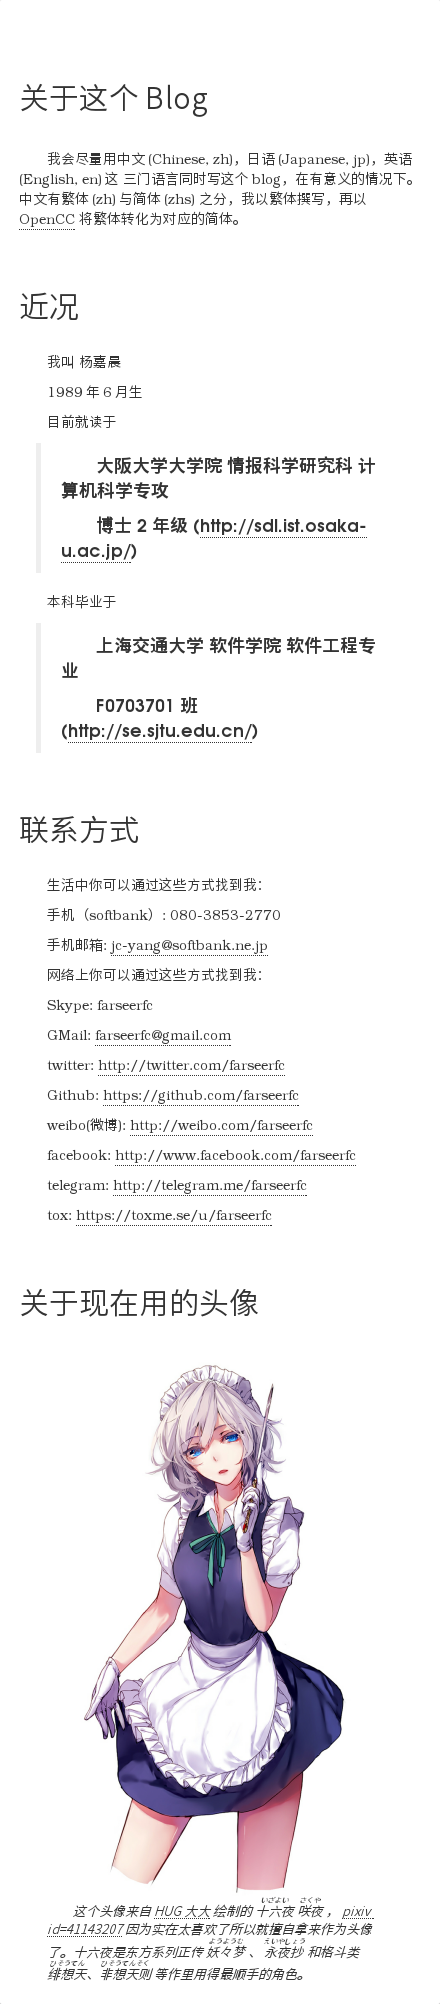 关于这个 Blog
我会尽量用中文 (Chinese, zh)，日语 (Japanese, jp)，英语
(English, en) 这 三门语言同时写这个 blog，在有意义的情况下。
中文有繁体 (zh) 与简体 (zhs) 之分，我以繁体撰写，再以
OpenCC 将繁体转化为对应的简体。
近况
我叫 杨嘉晨
1989 年 6 月生
目前就读于
大阪大学大学院 情报科学研究科 计
算机科学专攻
博士 2 年级 (http://sdl.ist.osaka-
u.ac.jp/)
本科毕业于
上海交通大学 软件学院 软件工程专
业
F0703701 班
(http://se.sjtu.edu.cn/)
联系方式
生活中你可以通过这些方式找到我：
手机（softbank）: 080-3853-2770
手机邮箱: jc-yang@softbank.ne.jp
网络上你可以通过这些方式找到我：
Skype: farseerfc
GMail: farseerfc@gmail.com
twitter: http://twitter.com/farseerfc
Github: https://github.com/farseerfc
weibo(微博): http://weibo.com/farseerfc
facebook: http://www.facebook.com/farseerfc
telegram: http://telegram.me/farseerfc
tox: https://toxme.se/u/farseerfc
关于现在用的头像
いざよい さくや
这个头像来自 HUG 大大 绘制的 十六夜 咲夜 ， pixiv
id=41143207 因为实在太喜欢了所以就擅自拿来作为头像
ようようむ えいやしょう
了。十六夜是东方系列正传 妖々梦 、 永夜抄 和格斗类
ひそうてん ひそうてんそく
绯想天、非想天则 等作里用得最顺手的角色。